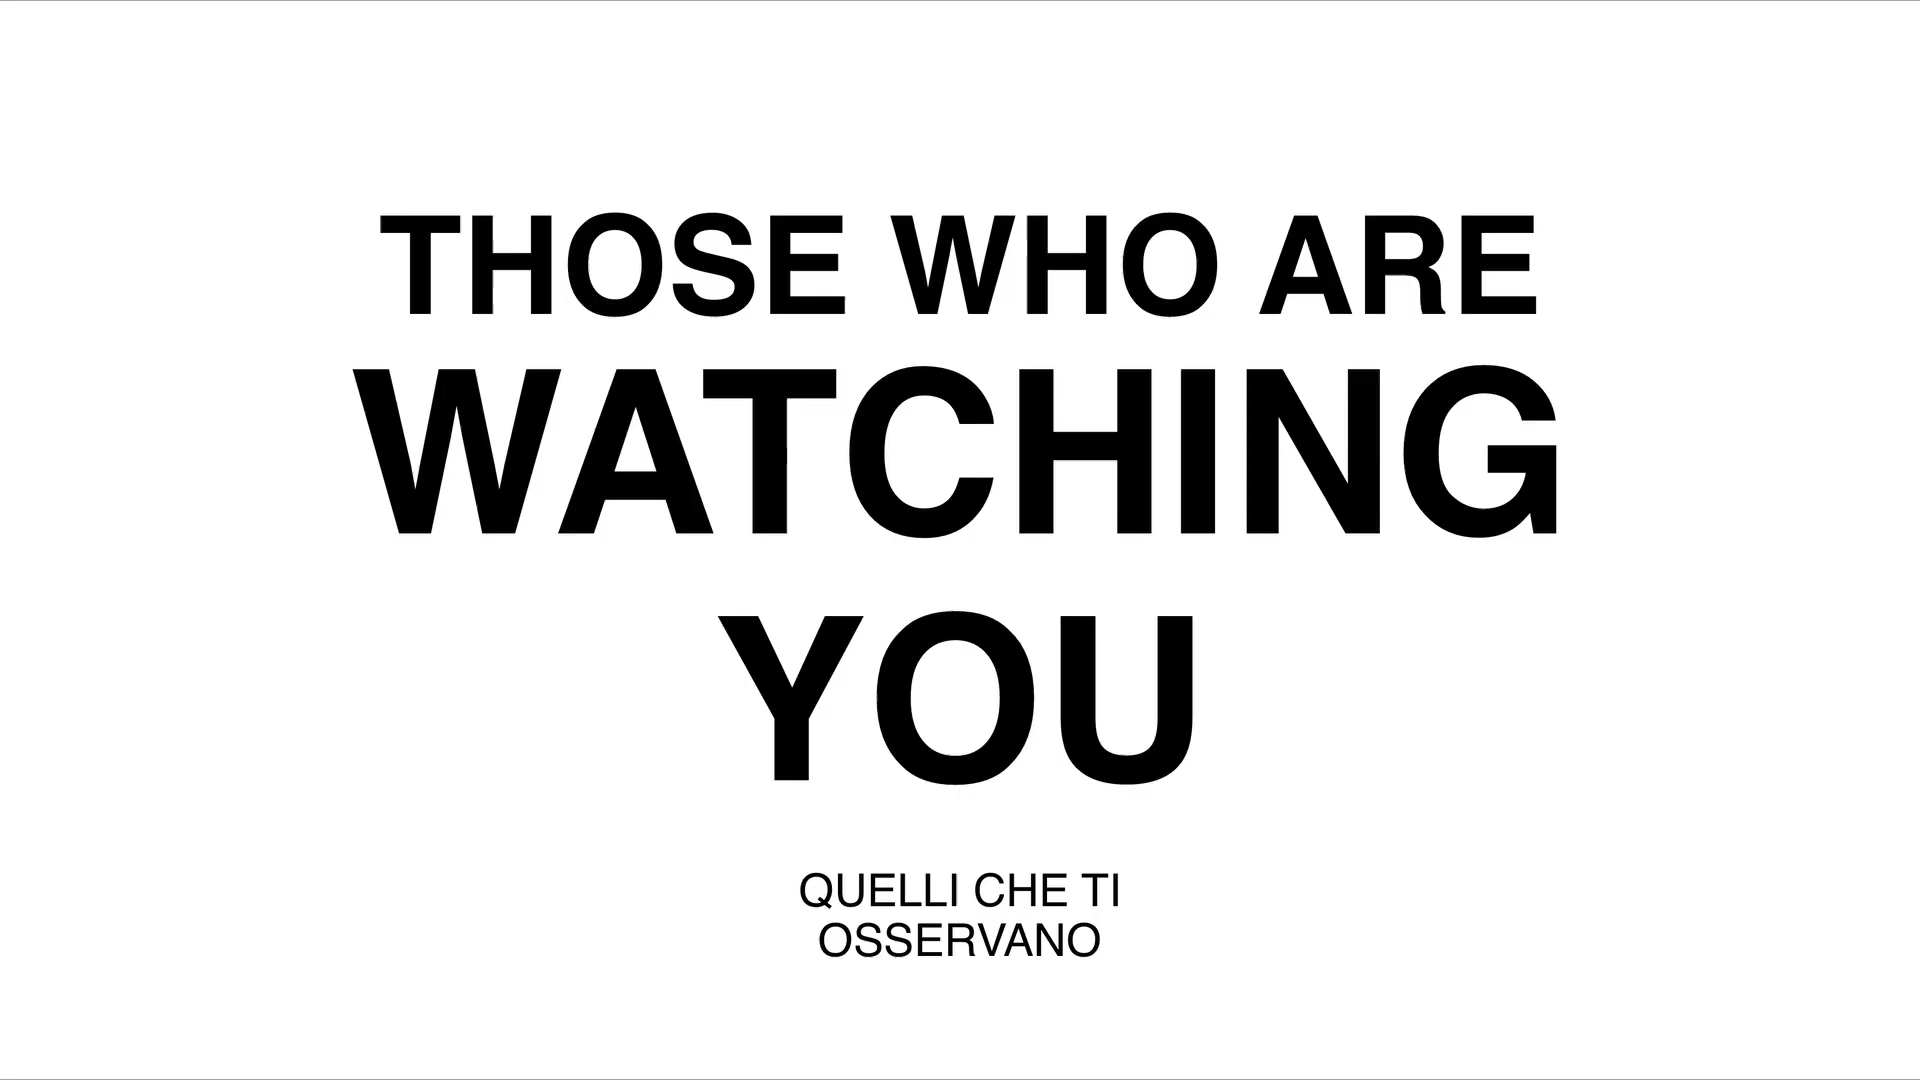 THOSE WHO ARE
WATCHING
YOU
QUELLI CHE TI
OSSERVANO